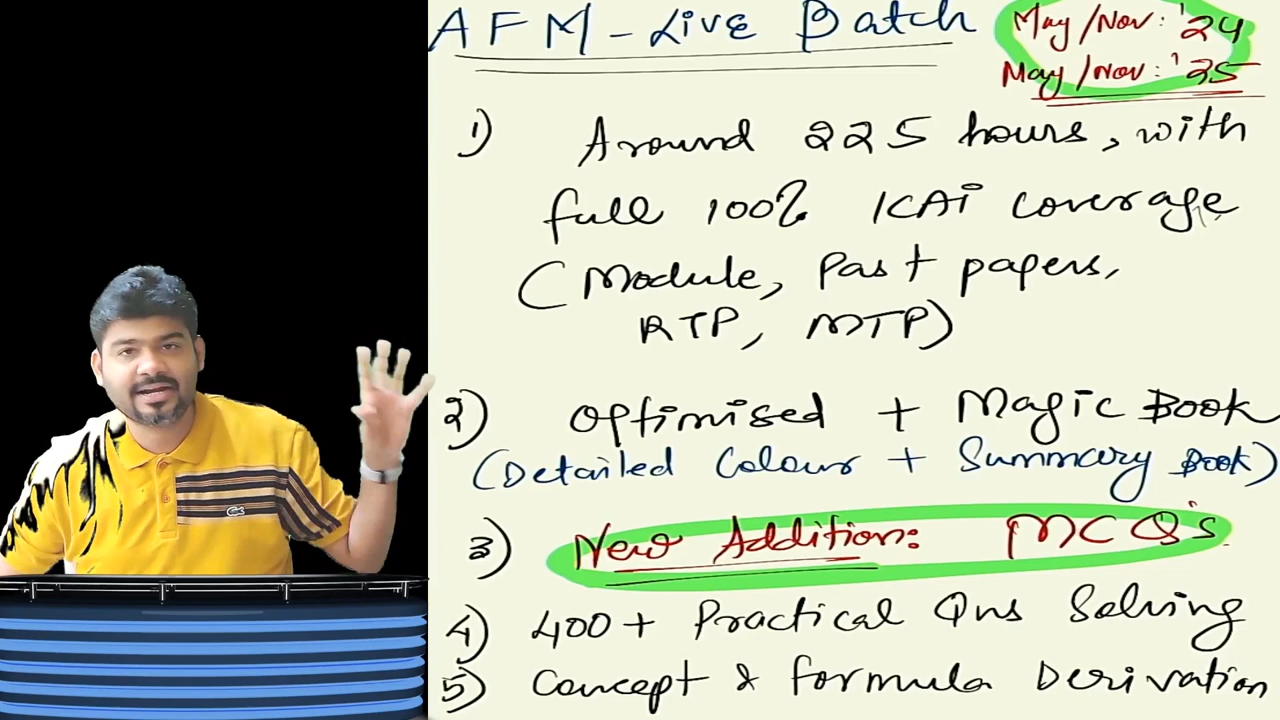 AFM - Live Batch
May/Nov: '24
May/Nov: '25
1) Around 225 hours, with
full 100% ICAI coverage
(Module, Past papers,
RTP, MTP)
2) Optimised + Magic Book
(Detailed Colour + Summary Book)
3) New Addition: MCQ's
4) 400+ Practical Qns Solving
5) Concept & formula Derivation